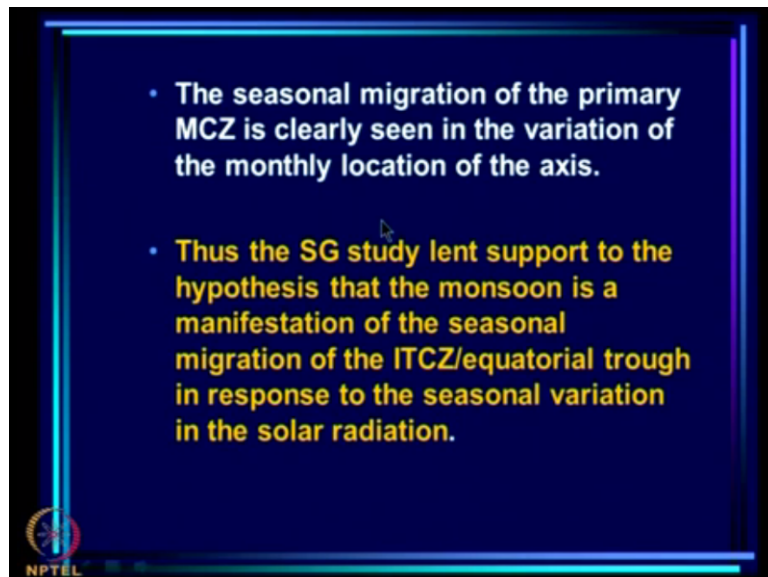 • The seasonal migration of the primary
MCZ is clearly seen in the variation of
the monthly location of the axis.
• Thus the SG study lent support to the
hypothesis that the monsoon is a
manifestation of the seasonal
migration of the ITCZ/equatorial trough
in response to the seasonal variation
in the solar radiation.
NPTEL